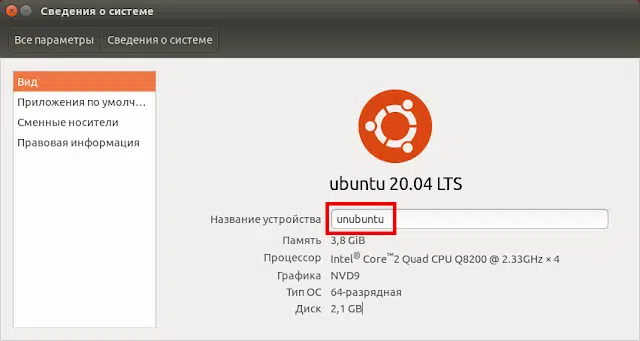 Сведения о системе
Все параметры Сведения о системе
Вид
Приложения по умолч...
Сменные носители
Правовая информация
ubuntu 20.04 LTS
Название устройства unubuntu
Память 3,8 GiB
Процессор Intel® Core™2 Quad CPU Q8200 @ 2.33GHz × 4
Графика NVD9
Тип ОС 64-разрядная
Диск 2,1 GB